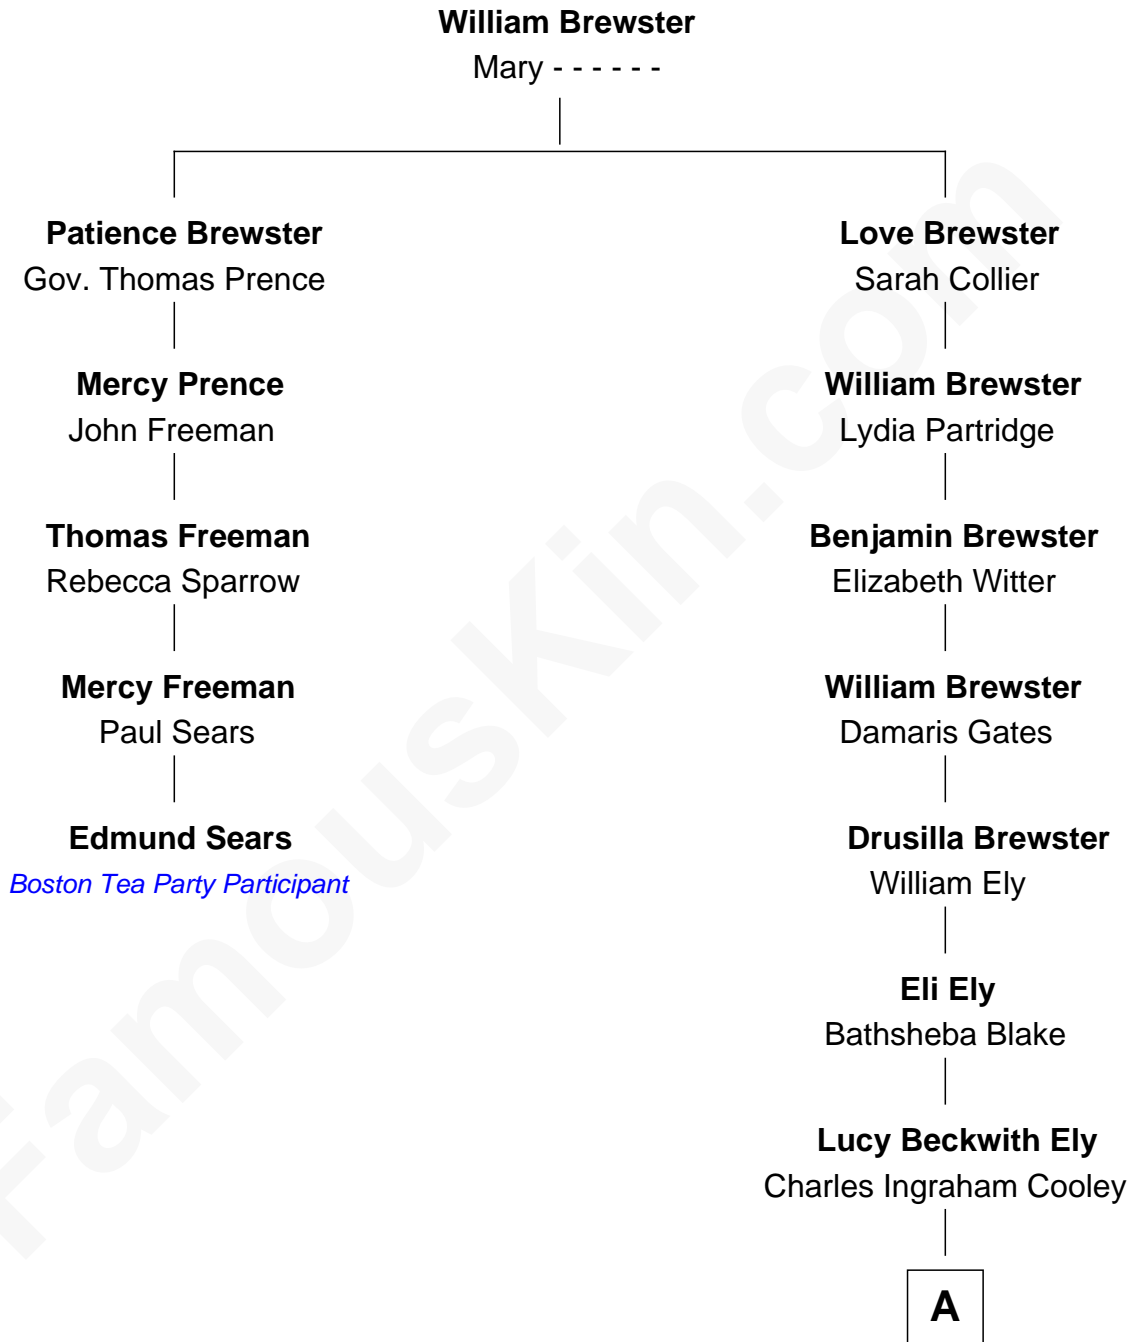 William Brewster
Mary - - - - - -
Patience Brewster
Gov. Thomas Prence
Mercy Prence
John Freeman
Thomas Freeman
Rebecca Sparrow
Mercy Freeman
Paul Sears
Edmund Sears
Boston Tea Party Participant
Love Brewster
Sarah Collier
William Brewster
Lydia Partridge
Benjamin Brewster
Elizabeth Witter
William Brewster
Damaris Gates
Drusilla Brewster
William Ely
Eli Ely
Bathsheba Blake
Lucy Beckwith Ely
Charles Ingraham Cooley
A
FamousKin.com